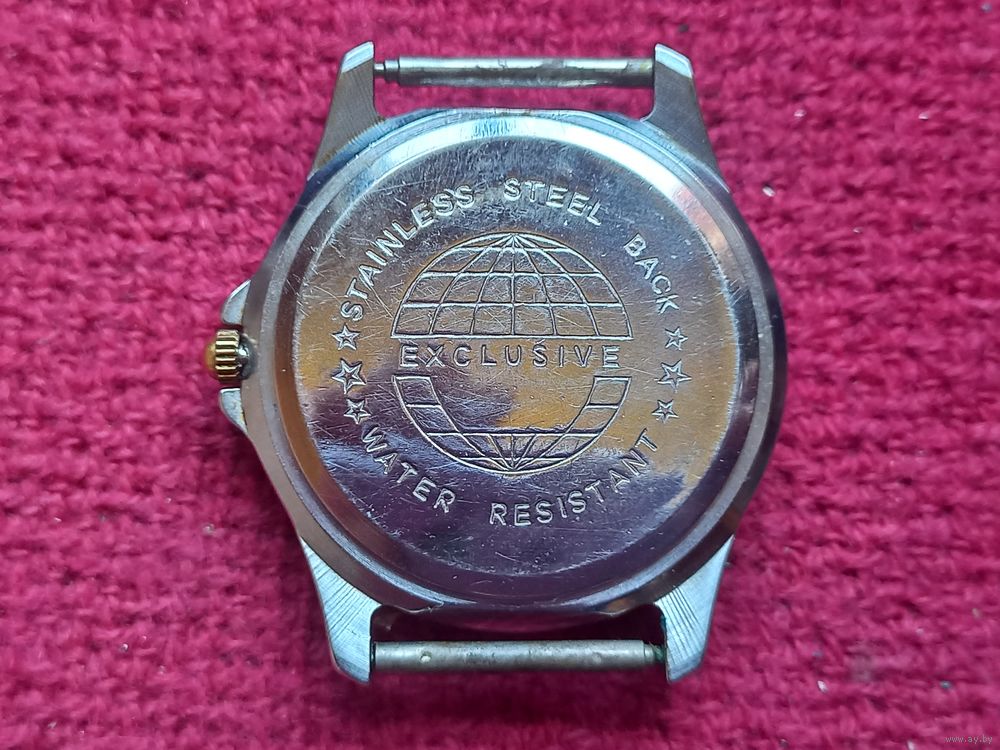 STAINLESS STEEL BACK
EXCLUSIVE
WATER RESISTANT
www.ay.by